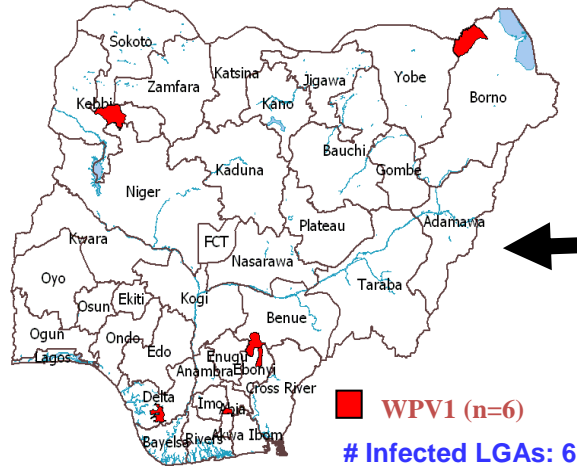 Sokoto
Katsina
Jigawa
Yobe
Borno
Zamfara
Kebbi
Kano
Bauchi
Gombe
Kaduna
Niger
Plateau
Adamawa
FCT
Kwara
Nasarawa
Taraba
Oyo
Kogi
Osun
Ekiti
Benue
Ogun
Ondo
Edo
Lagos
Enugu
Anambra
Ebonyi
Cross River
Delta
Imo
Abia
Bayelsa
Rivers
Akwa Ibom
WPV1 (n=6)
# Infected LGAs: 6